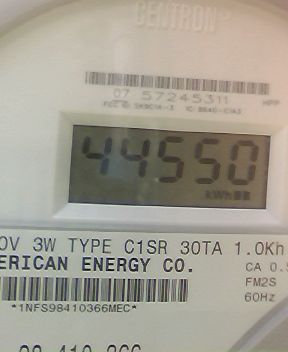 CENTRON
07 57245311
44550
kWh
0V 3W TYPE C1SR 30TA 1.0Kh
ERICAN ENERGY CO.
CA 0.5
FM2S
60Hz
*1NFS98410366MEC*